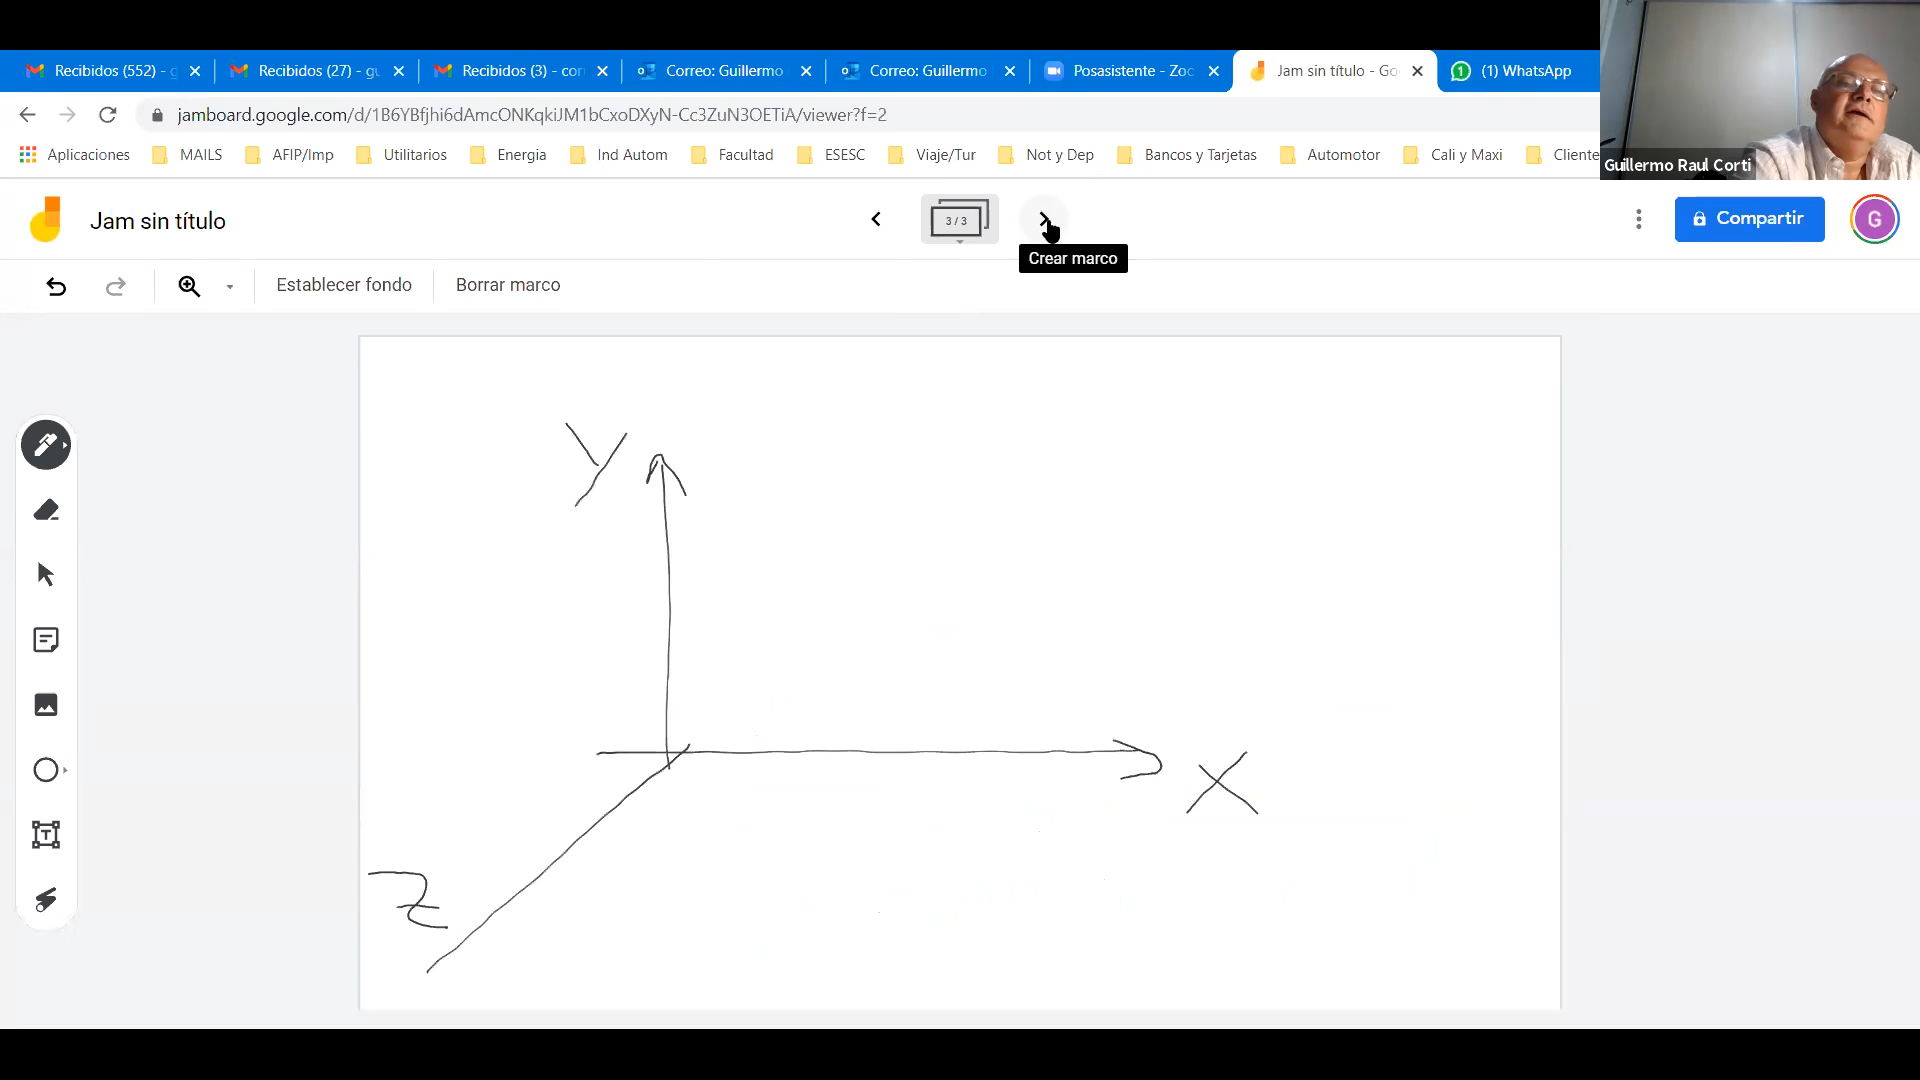 Recibidos (552) - g
Recibidos (27) - gu
Recibidos (3) - cor
Correo: Guillermo
Correo: Guillermo
Posasistente - Zoc
Jam sin título - Go
1
(1) WhatsApp
jamboard.google.com/d/1B6YBfjhi6dAmcONKqkiJM1bCxoDXyN-Cc3ZuN3OETiA/viewer?f=2
Aplicaciones
MAILS
AFIP/Imp
Utilitarios
Energia
Ind Autom
Facultad
ESESC
Viaje/Tur
Not y Dep
Bancos y Tarjetas
Automotor
Cali y Maxi
Cliente
Guillermo Raul Corti
Jam sin título
3 / 3
Compartir
G
Crear marco
Establecer fondo
Borrar marco
Y
X
Z
T